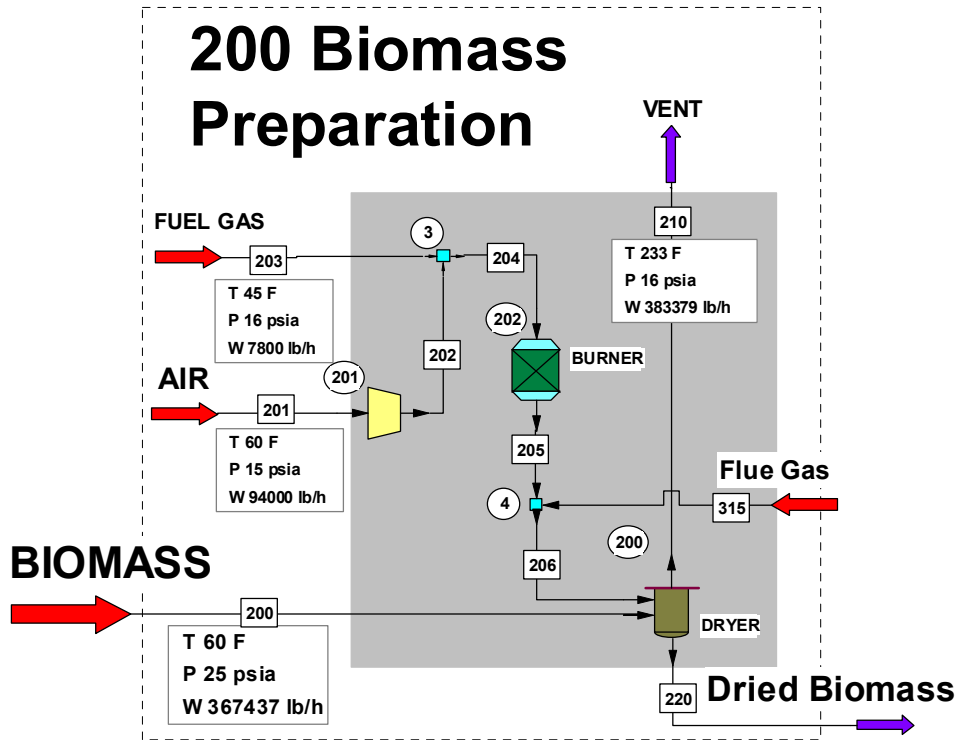 200 Biomass
Preparation
VENT
FUEL GAS
203
T 45 F
P 16 psia
W 7800 lb/h
3
204
210
T 233 F
P 16 psia
W 383379 lb/h
202
BURNER
202
201
AIR
201
T 60 F
P 15 psia
W 94000 lb/h
205
Flue Gas
315
4
200
206
BIOMASS
200
T 60 F
P 25 psia
W 367437 lb/h
DRYER
220
Dried Biomass